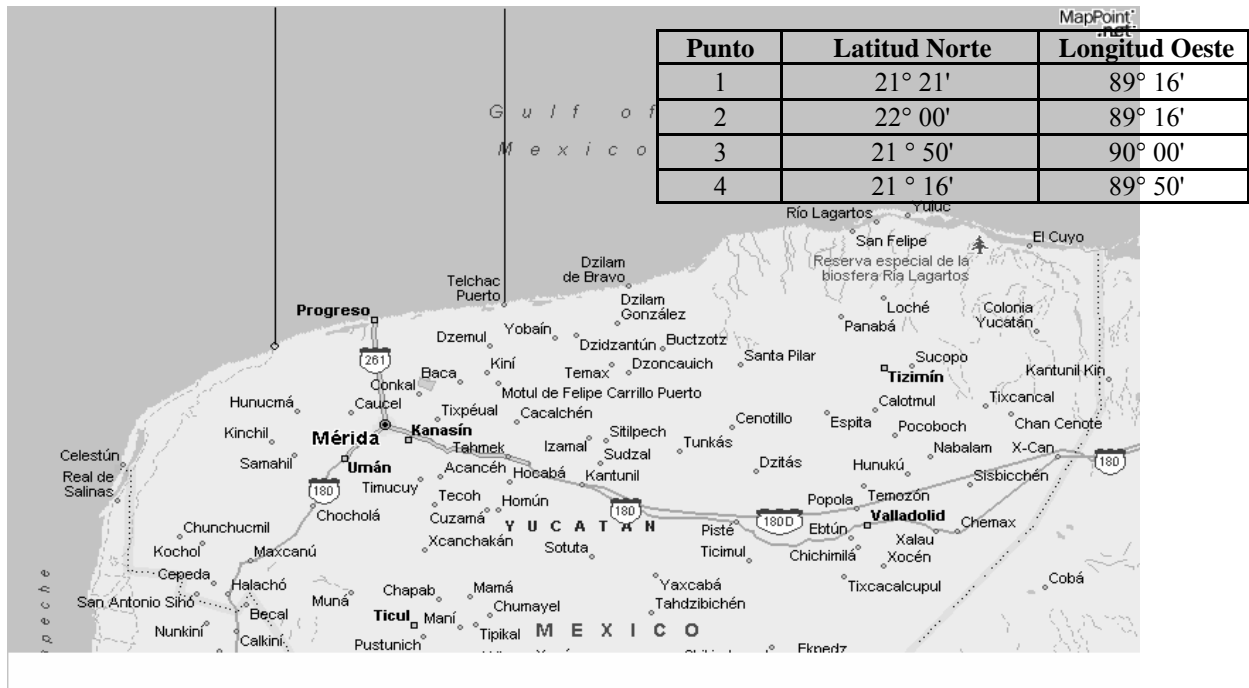 MapPoint
.net
Punto Latitud Norte Longitud Oeste
1 21° 21' 89° 16'
2 22° 00' 89° 16'
3 21 ° 50' 90° 00'
4 21 ° 16' 89° 50'
Gulf of
Mexico
Yuluc
Río Lagartos
San Felipe
El Cuyo
Reserva especial de la
biosfera Ria Lagartos
Dzilam
de Bravo
Telchac
Puerto
Progreso
Dzilam
González
Loché
Colonia
Yucatán
Panabá
Yobaín
Dzemul
Dzidzantún
Buctzotz
261
Kiní
Temax
Dzoncauich
Santa Pilar
Sucopo
Tizimín
Kantunil Kin
Baca
Conkal
Motul de Felipe Carrillo Puerto
Hunucmá
Caucel
Tixpéual
Cacalchén
Calotmul
Tixcancal
Kinchil
Mérida
Kanasín
Cenotillo
Espita
Pocoboch
Chan Cenote
Sitilpech
Tunkás
Izamal
Tahmek
Sudzal
Nabalam
X-Can
Celestún
Samahil
Umán
Acancéh
Hocabá
Kantunil
Dzitás
Hunukú
180
Real de
Salinas
Sisbicchén
180
Timucuy
Tecoh
Homún
180
Popola
Temozón
Chocholá
Cuzamá
YUCATAN
180D
Valladolid
Chunchucmil
Pisté
Ebtún
Chemax
Xcanchakán
Sotuta
Ticimul
Chichimilá
Xalau
Xocén
Kochol
Maxcanú
Cepeda
Halachó
Chapab
Mamá
Yaxcabá
Tixcacalcupul
Cobá
San Antonio Sihó
Muná
Chumayel
Tahdzibichén
Becal
Ticul
Maní
Nunkiní
Calkiní
Tipikal
MEXICO
Pustunich
Ekpedz
apeche